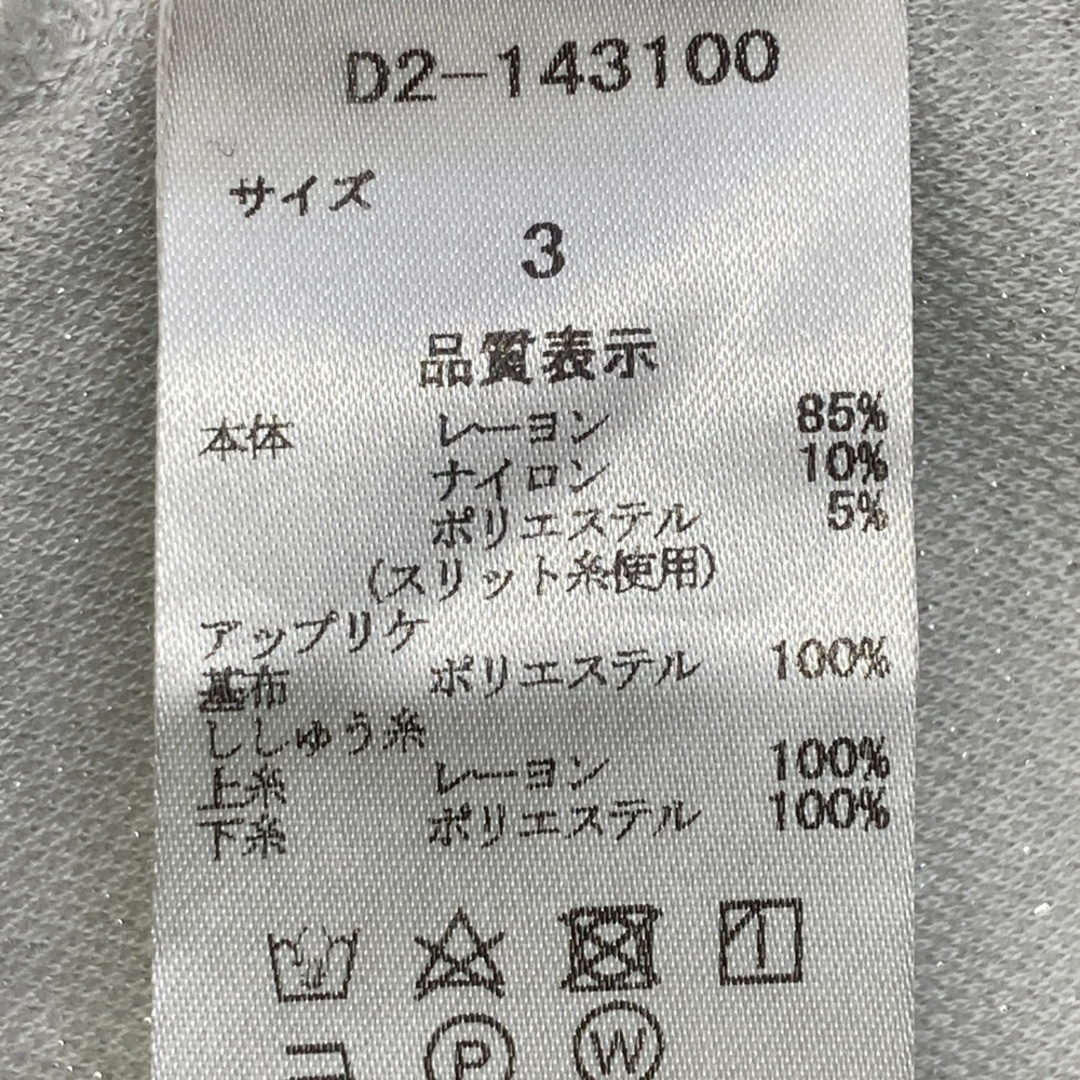 D2-143100
サイズ
3
品質表示
本体 レーヨン 85%
ナイロン 10%
ポリエステル 5%
(スリット糸使用)
アップリケ
基布 ポリエステル 100%
ししゅう糸
上糸 レーヨン 100%
下糸 ポリエステル 100%
P W